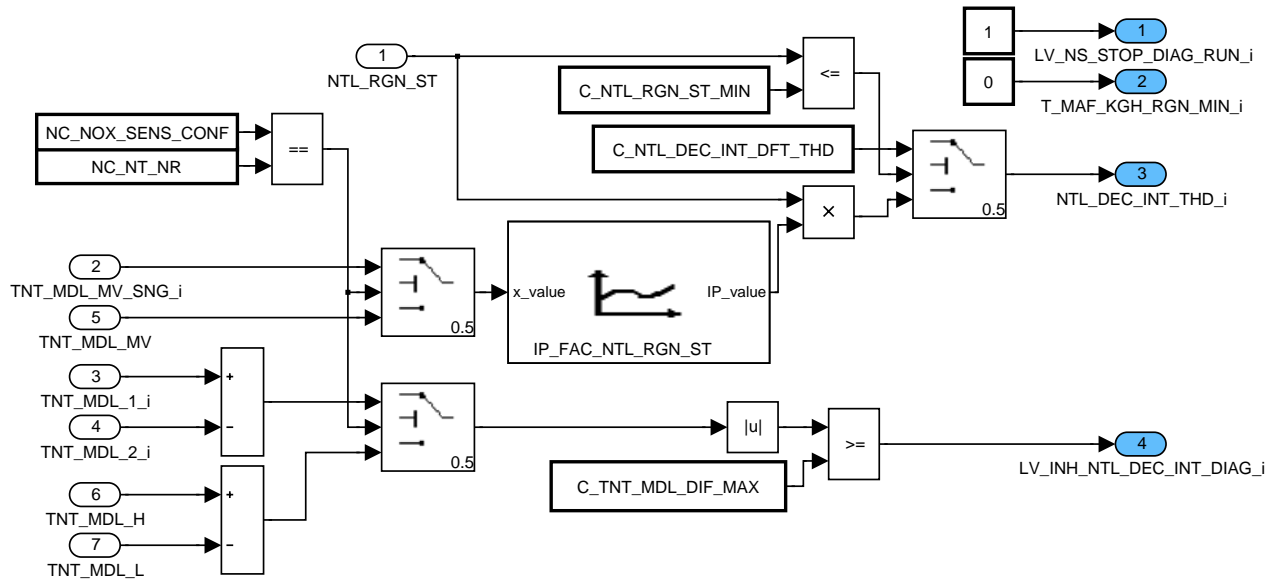 1
LV_NS_STOP_DIAG_RUN_i
1
1
NTL_RGN_ST
0
2
T_MAF_KGH_RGN_MIN_i
<=
C_NTL_RGN_ST_MIN
NC_NOX_SENS_CONF
NC_NT_NR
==
C_NTL_DEC_INT_DFT_THD
0.5
3
NTL_DEC_INT_THD_i
×
2
TNT_MDL_MV_SNG_i
5
TNT_MDL_MV
0.5
x_value
IP_value
IP_FAC_NTL_RGN_ST
3
TNT_MDL_1_i
4
TNT_MDL_2_i
+
−
0.5
|u|
>=
4
LV_INH_NTL_DEC_INT_DIAG_i
C_TNT_MDL_DIF_MAX
6
TNT_MDL_H
7
TNT_MDL_L
+
−